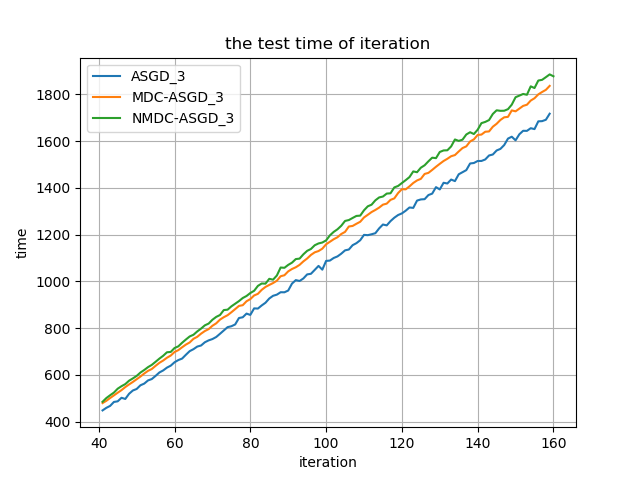 the test time of iteration
ASGD_3
MDC-ASGD_3
NMDC-ASGD_3
time
1800
1600
1400
1200
1000
800
600
400
40 60 80 100 120 140 160
iteration